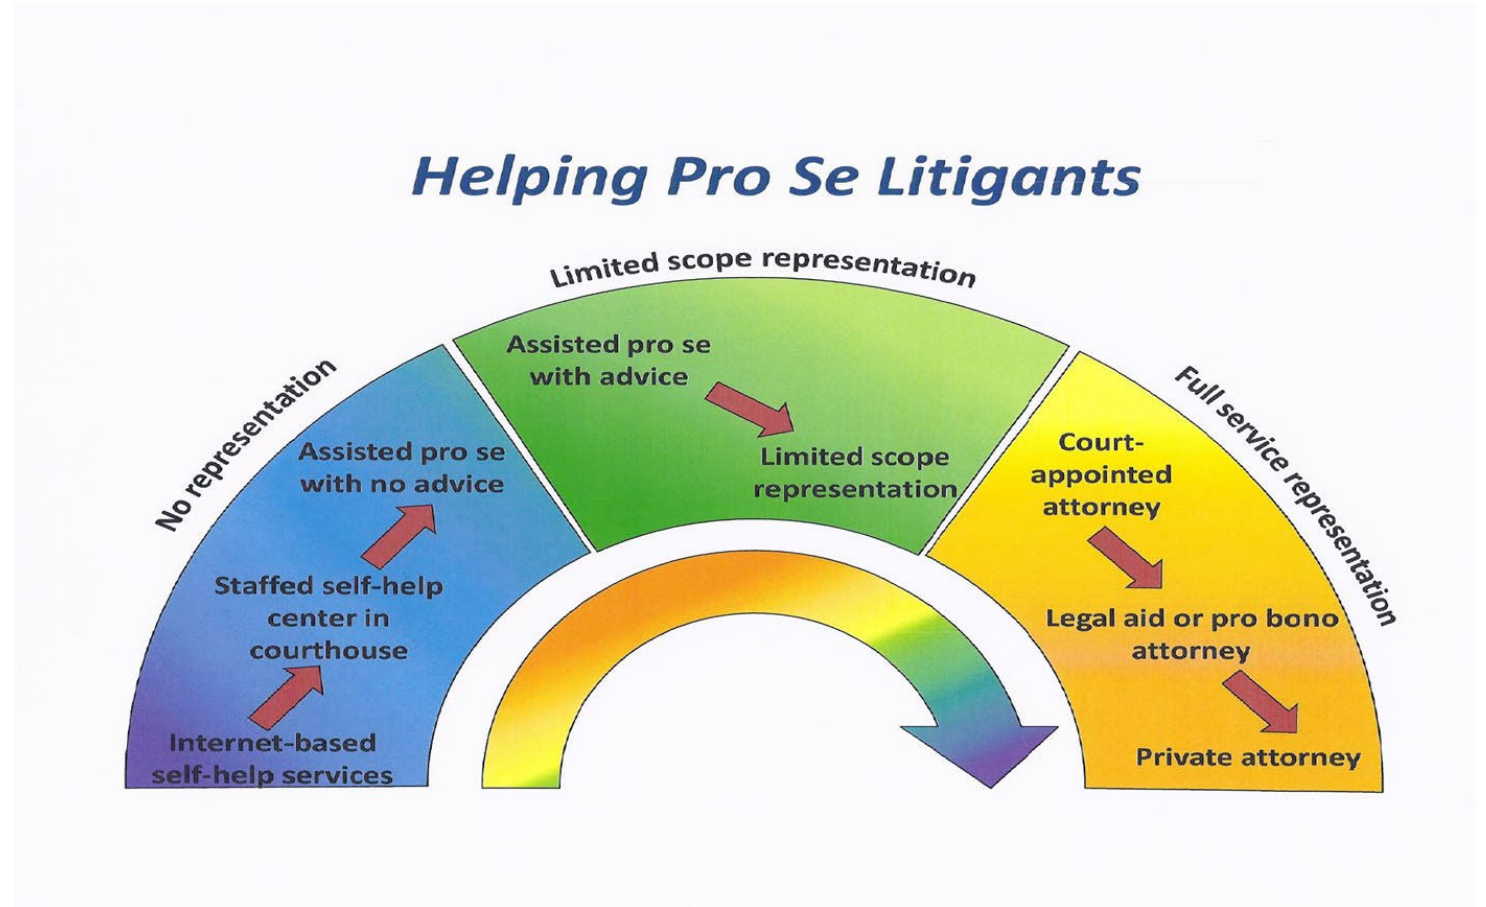 Helping Pro Se Litigants
No representation
Internet-based
self-help services
Staffed self-help
center in
courthouse
Assisted pro se
with no advice
Limited scope representation
Assisted pro se
with advice
Limited scope
representation
Full service representation
Court-
appointed
attorney
Legal aid or pro bono
attorney
Private attorney